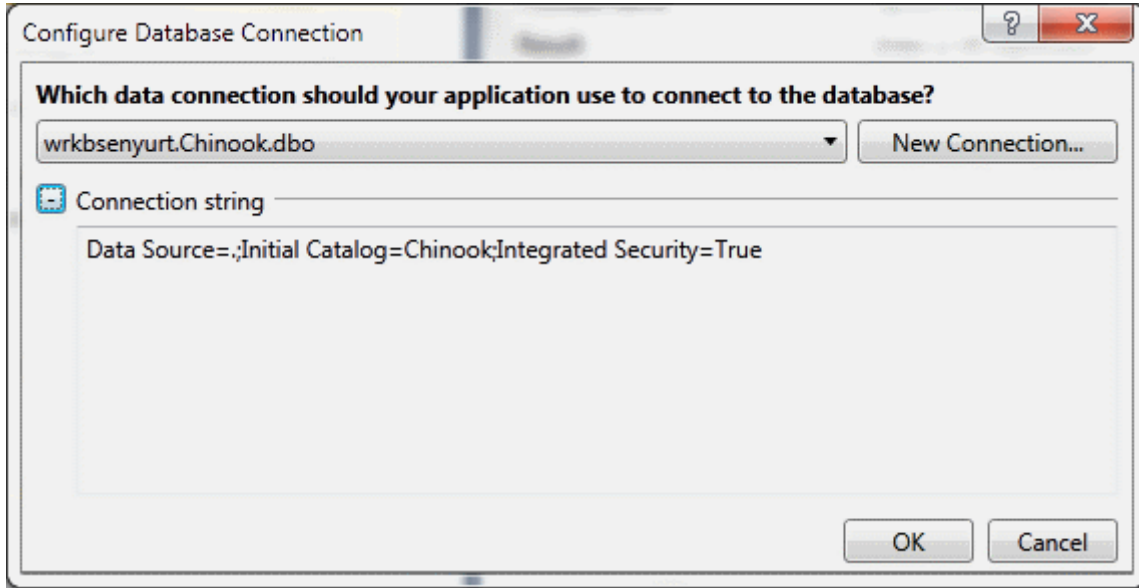 Configure Database Connection
Which data connection should your application use to connect to the database?
wrkbsenyurt.Chinook.dbo
New Connection...
Connection string
Data Source=.;Initial Catalog=Chinook;Integrated Security=True
OK
Cancel